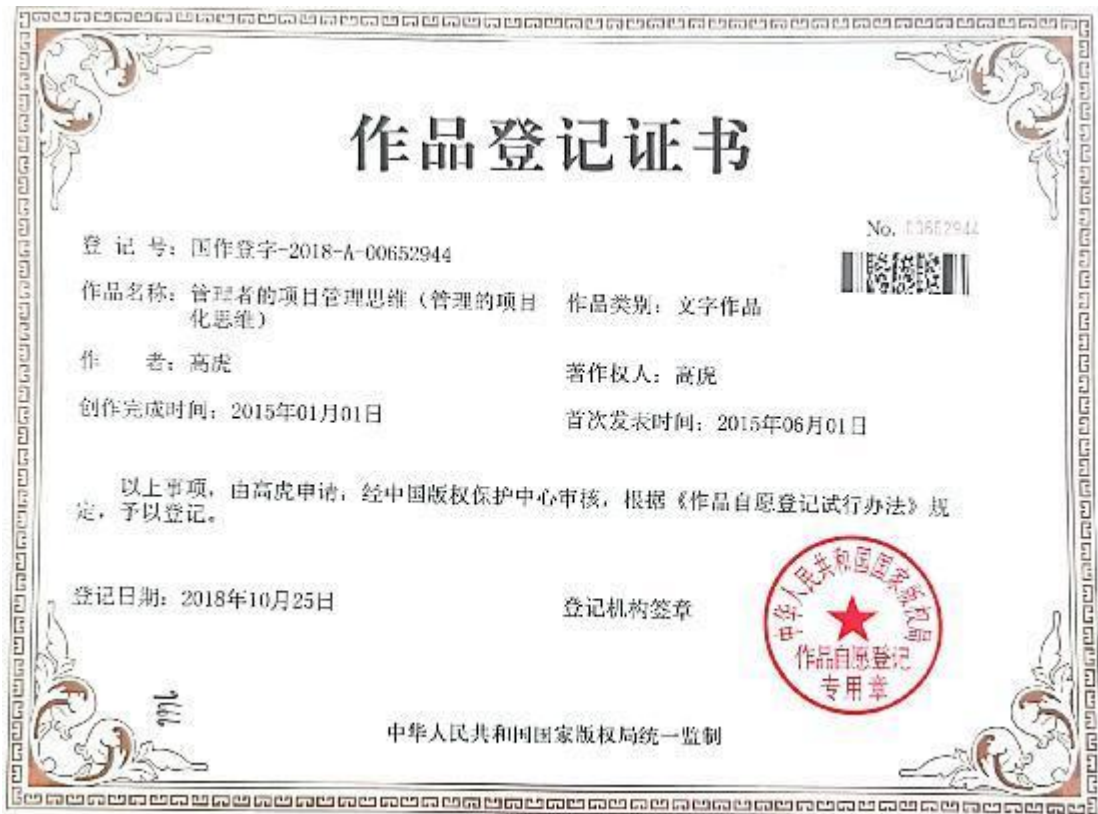 作品登记证书
No. 00652944
登 记 号：国作登字-2018-A-00652944
作品名称：管理者的项目管理思维（管理的项目
化思维）
作品类别：文字作品
作 者：高虎
著作权人：高虎
创作完成时间：2015年01月01日
首次发表时间：2015年06月01日
以上事项，由高虎申请，经中国版权保护中心审核，根据《作品自愿登记试行办法》规
定，予以登记。
登记日期：2018年10月25日
登记机构签章
中华人民共和国国家版权局
作品自愿登记
专用章
中华人民共和国国家版权局统一监制